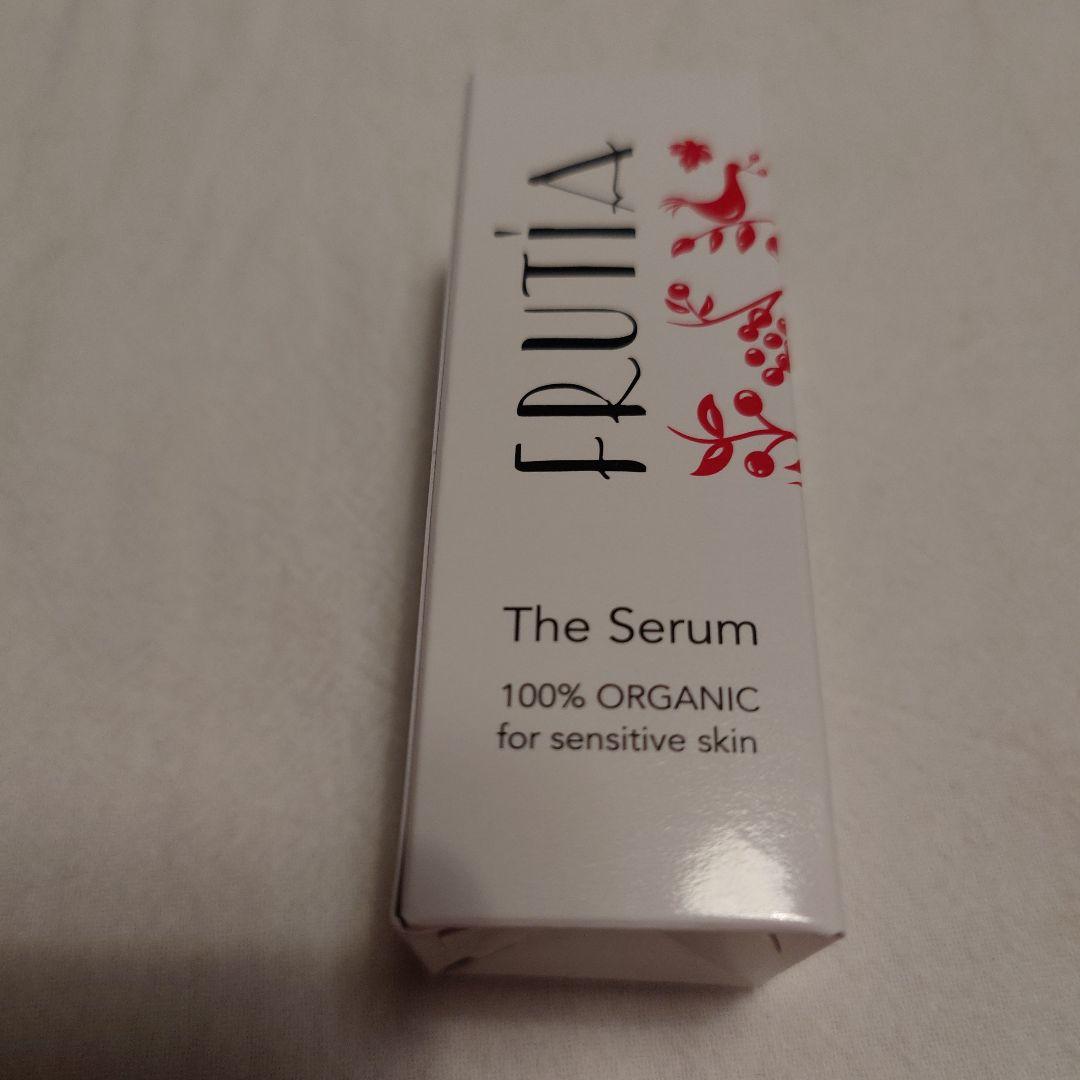 FRUTiA
The Serum
100% ORGANIC
for sensitive skin